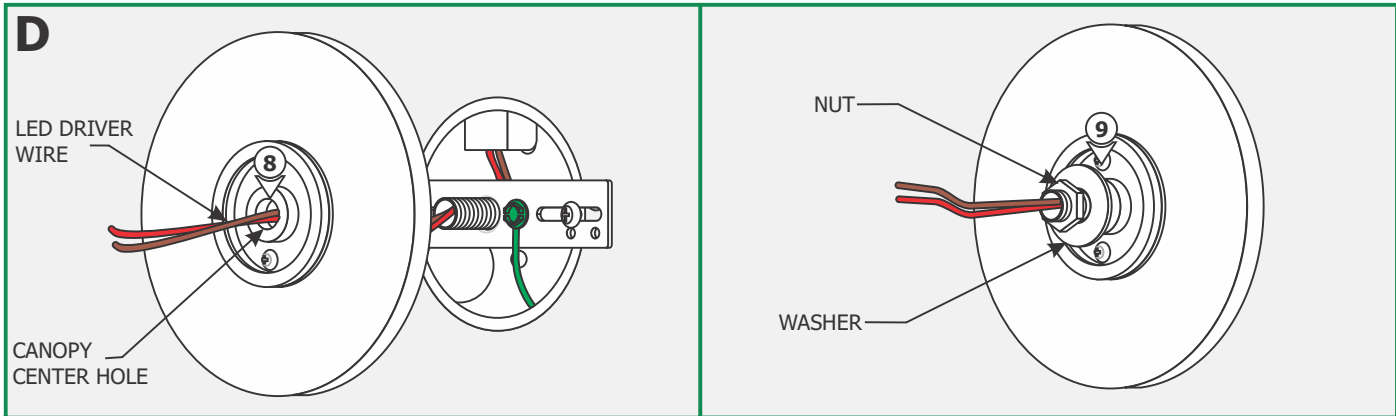 D
LED DRIVER
WIRE
8
CANOPY
CENTER HOLE
NUT
9
WASHER